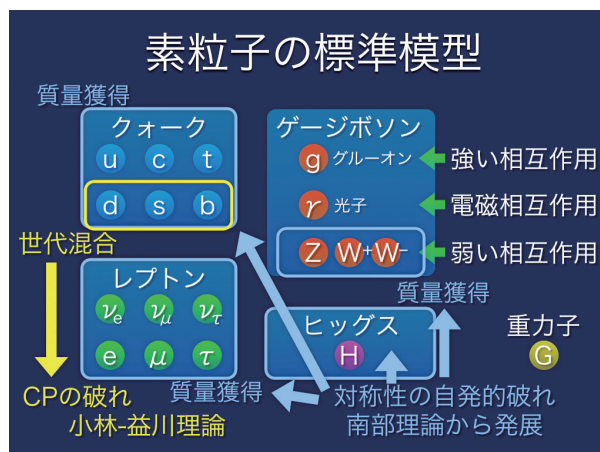 素粒子の標準模型
質量獲得
クォーク
u c t
d s b
世代混合
レプトン
νe νμ ντ
e μ τ
CPの破れ
小林-益川理論
ゲージボソン
g グルーオン
強い相互作用
γ 光子
電磁相互作用
Z W+ W-
弱い相互作用
質量獲得
ヒッグス
H
重力子
G
質量獲得
対称性の自発的破れ
南部理論から発展